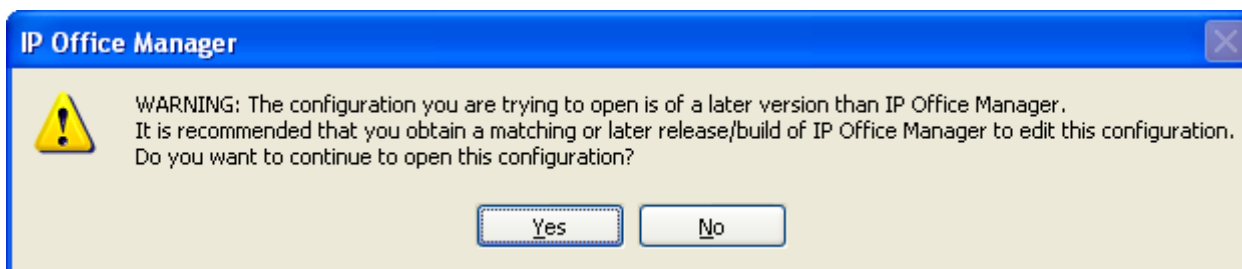 IP Office Manager
WARNING: The configuration you are trying to open is of a later version than IP Office Manager.
It is recommended that you obtain a matching or later release/build of IP Office Manager to edit this configuration.
Do you want to continue to open this configuration?
Yes No